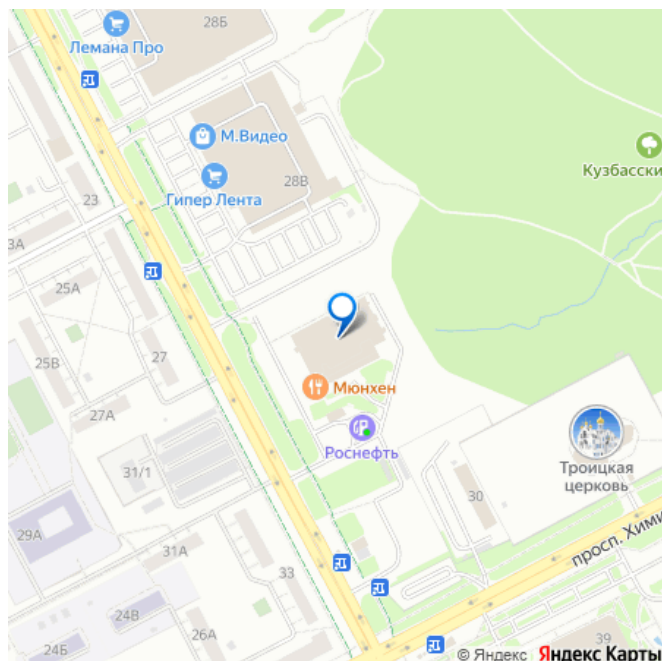 28Б
Лемана Про
М.Видео
Кузбасски
Гипер Лента
28В
23
3А
25А
25В
27
Мюнхен
27А
Роснефть
Троицкая
церковь
31/1
30
29А
31А
просп. Хими
33
24В
26А
24Б
39
© Яндекс Яндекс Карты